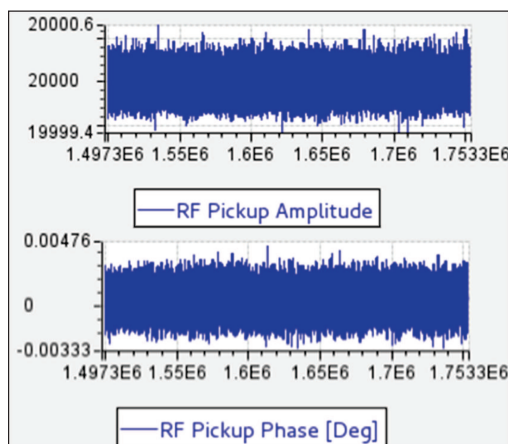 20000.6
20000
19999.4
1.4973E6 1.55E6 1.6E6 1.65E6 1.7E6 1.7533E6
RF Pickup Amplitude
0.00476
0
-0.00333
1.4973E6 1.55E6 1.6E6 1.65E6 1.7E6 1.7533E6
RF Pickup Phase [Deg]